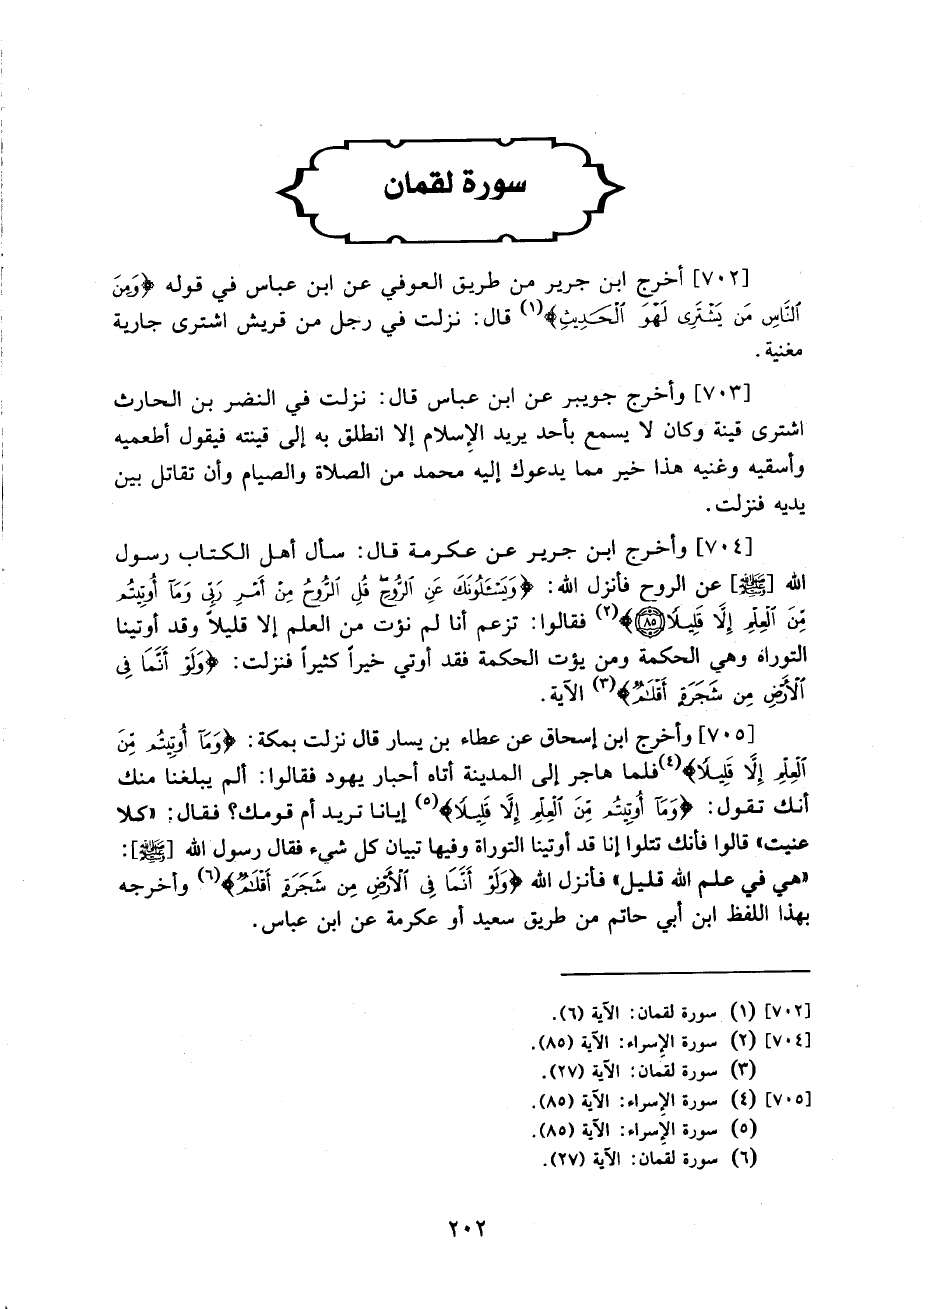 سورة لقمان
[٧٠٢] أخرج ابن جرير من طريق العوفي عن ابن عباس في قوله ﴿وَمِنَ
ٱلنَّاسِ مَن يَشْتَرِى لَهْوَ ٱلْحَدِيثِ﴾(١) قال: نزلت في رجل من قريش اشترى جارية
مغنية.
[٧٠٣] وأخرج جويبر عن ابن عباس قال: نزلت في النضر بن الحارث
اشترى قينة وكان لا يسمع بأحد يريد الإسلام إلا انطلق به إلى قينته فيقول أطعميه
وأسقيه وغنيه هذا خير مما يدعوك إليه محمد من الصلاة والصيام وأن تقاتل بين
يديه فنزلت.
[٧٠٤] وأخرج ابن جرير عن عكرمة قال: سأل أهل الكتاب رسول
الله [ﷺ] عن الروح فأنزل الله: ﴿وَيَسْـَٔلُونَكَ عَنِ ٱلرُّوحِ ۖ قُلِ ٱلرُّوحُ مِنْ أَمْرِ رَبِّى وَمَآ أُوتِيتُم
مِّنَ ٱلْعِلْمِ إِلَّا قَلِيلًا ٨٥﴾(٢) فقالوا: تزعم أنا لم نؤت من العلم إلا قليلاً وقد أوتينا
التوراة وهي الحكمة ومن يؤت الحكمة فقد أوتي خيراً كثيراً فنزلت: ﴿وَلَوْ أَنَّمَا فِى
ٱلْأَرْضِ مِن شَجَرَةٍ أَقْلَـٰمٌ﴾(٣) الآية.
[٧٠٥] وأخرج ابن إسحاق عن عطاء بن يسار قال نزلت بمكة: ﴿وَمَآ أُوتِيتُم مِّنَ
ٱلْعِلْمِ إِلَّا قَلِيلًا﴾(٤) فلما هاجر إلى المدينة أتاه أحبار يهود فقالوا: ألم يبلغنا منك
أنك تقول: ﴿وَمَآ أُوتِيتُم مِّنَ ٱلْعِلْمِ إِلَّا قَلِيلًا﴾(٥) إيانا تريد أم قومك؟ فقال: «كلا
عنيت» قالوا فأنك تتلوا إنا قد أوتينا التوراة وفيها تبيان كل شيء فقال رسول الله [ﷺ]:
«هي في علم الله قليل» فأنزل الله ﴿وَلَوْ أَنَّمَا فِى ٱلْأَرْضِ مِن شَجَرَةٍ أَقْلَـٰمٌ﴾(٦) وأخرجه
بهذا اللفظ ابن أبي حاتم من طريق سعيد أو عكرمة عن ابن عباس.
[٧٠٢] (١) سورة لقمان: الآية (٦).
[٧٠٤] (٢) سورة الإسراء: الآية (٨٥).
(٣) سورة لقمان: الآية (٢٧).
[٧٠٥] (٤) سورة الإسراء: الآية (٨٥).
(٥) سورة الإسراء: الآية (٨٥).
(٦) سورة لقمان: الآية (٢٧).
٢٠٢